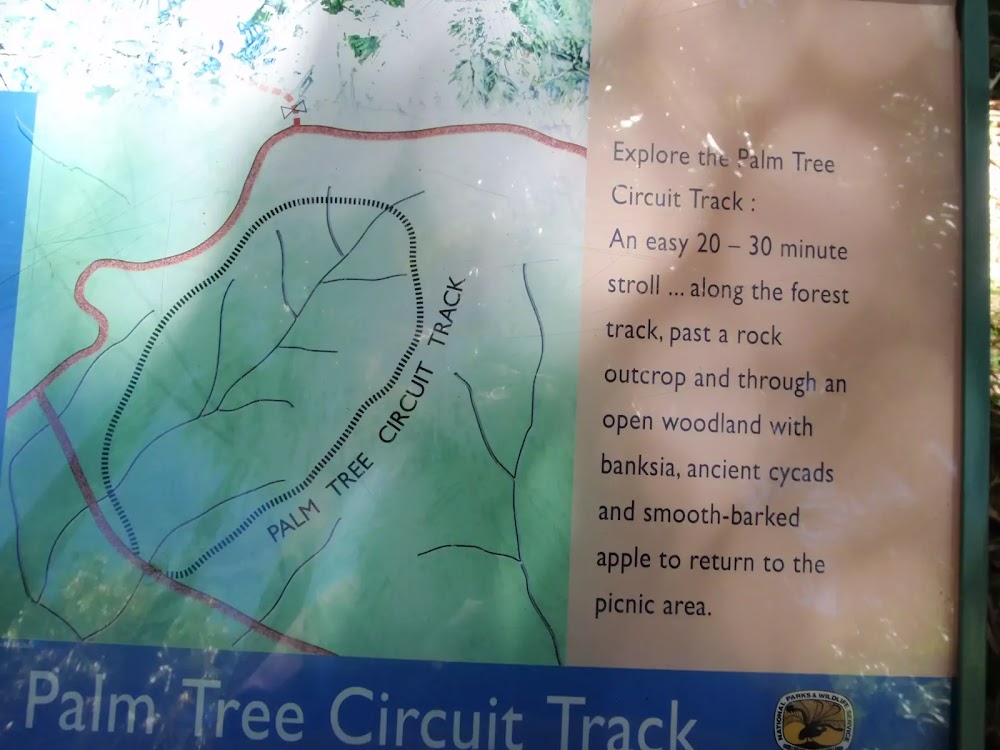 Explore the Palm Tree
Circuit Track :
An easy 20 – 30 minute
stroll ... along the forest
track, past a rock
outcrop and through an
open woodland with
banksia, ancient cycads
and smooth-barked
apple to return to the
picnic area.
PALM TREE CIRCUIT TRACK
Palm Tree Circuit Track
NATIONAL PARKS & WILDLIFE SERVICE